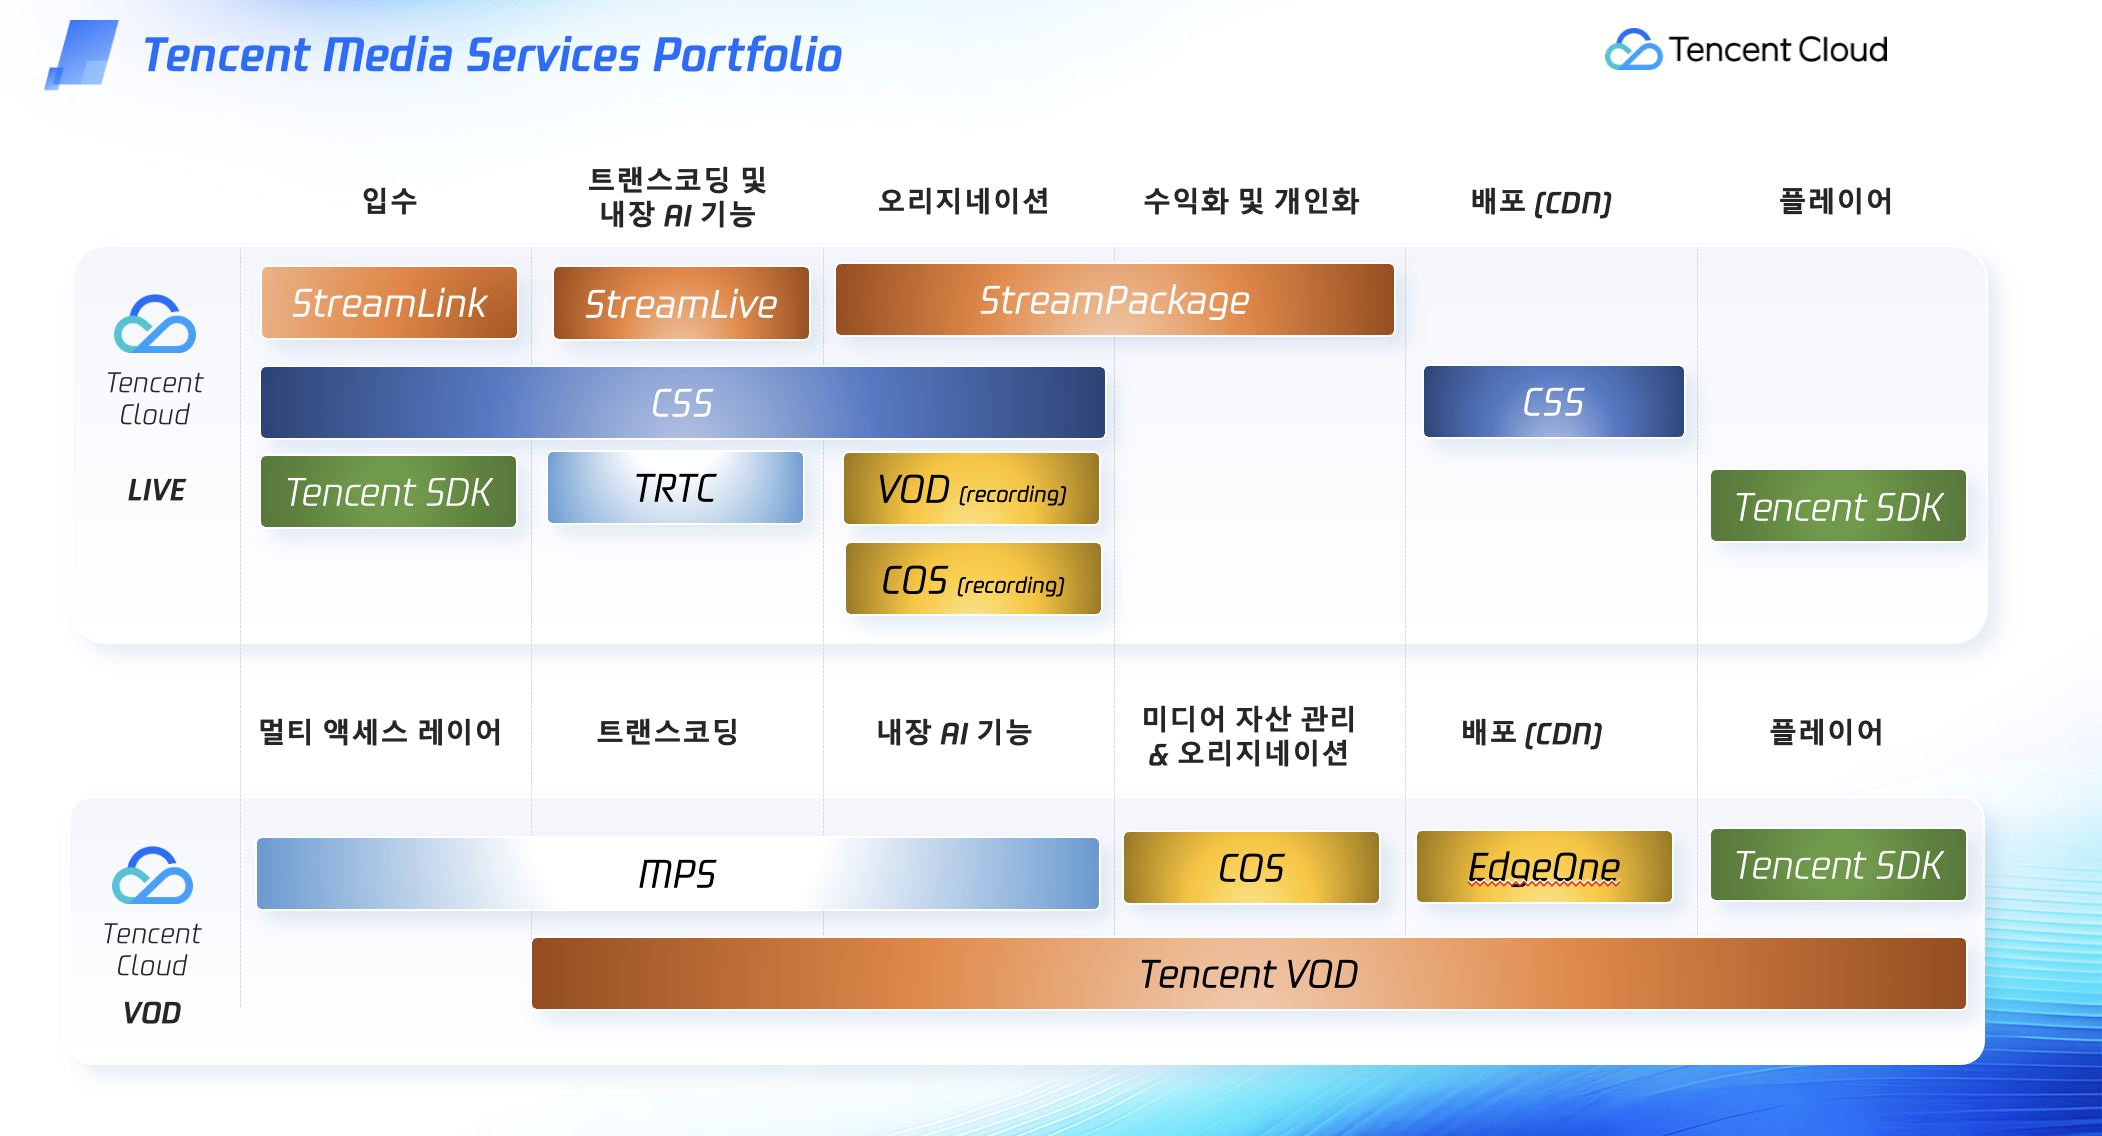 Tencent Media Services Portfolio
Tencent Cloud
입수
트랜스코딩 및
내장 AI 기능
오리지네이션
수익화 및 개인화
배포 (CDN)
플레이어
Tencent
Cloud
LIVE
StreamLink
StreamLive
StreamPackage
CSS
CSS
Tencent SDK
TRTC
VOD (recording)
Tencent SDK
COS (recording)
멀티 액세스 레이어
트랜스코딩
내장 AI 기능
미디어 자산 관리
& 오리지네이션
배포 (CDN)
플레이어
Tencent
Cloud
VOD
MPS
COS
EdgeOne
Tencent SDK
Tencent VOD